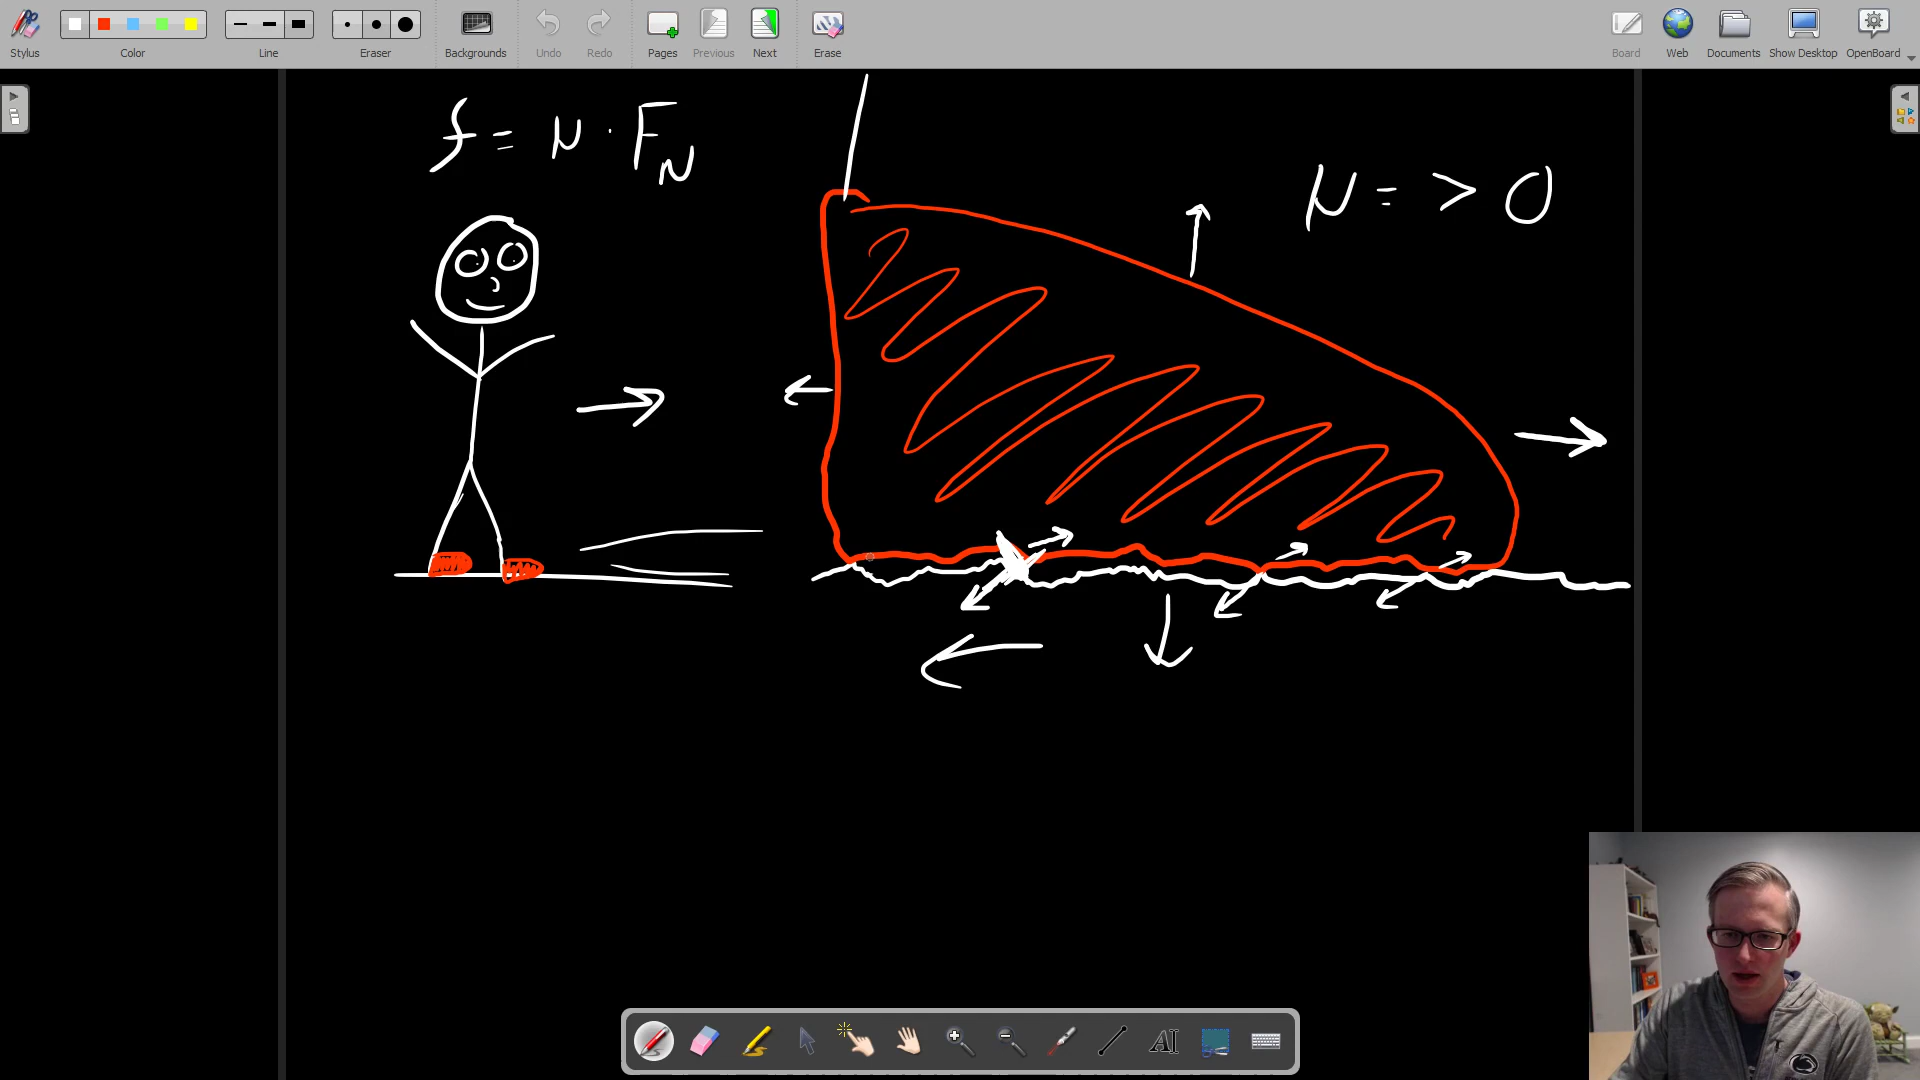 Stylus
Color
Line
Eraser
Backgrounds
Undo
Redo
Pages
Previous
Next
Erase
Board
Web
Documents
Show Desktop
OpenBoard
f = μ · F_N
μ = > 0
AI